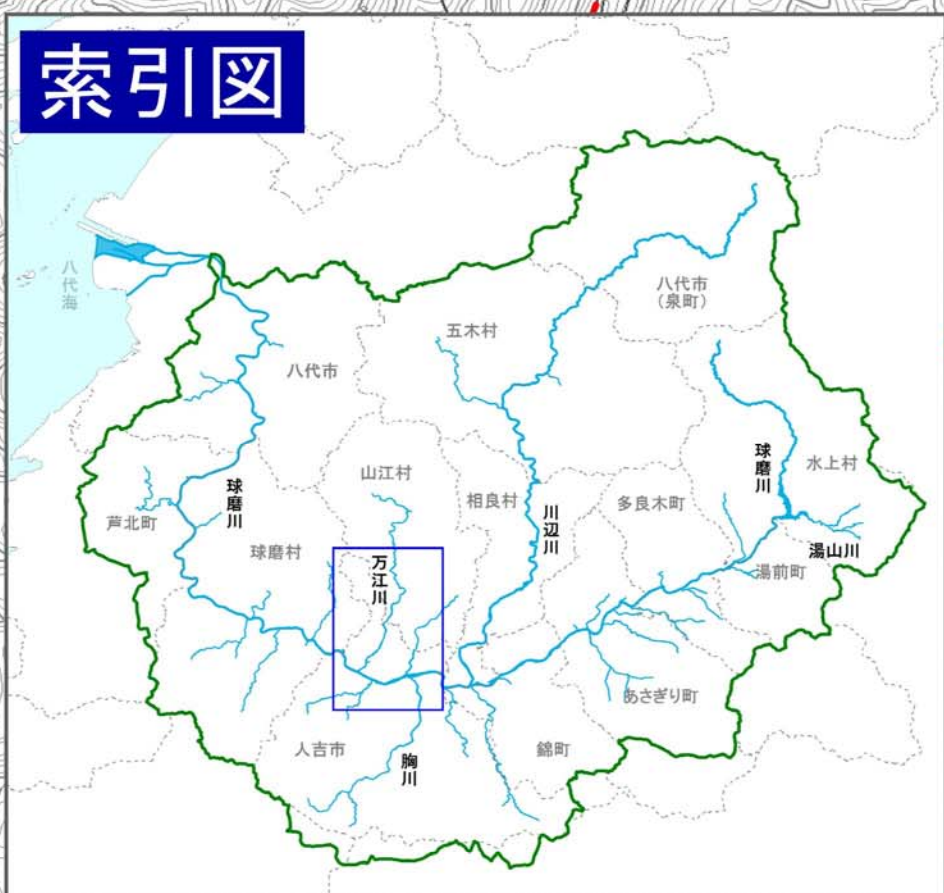 索引図
八代海
八代市
(泉町)
五木村
八代市
球磨川
水上村
山江村
相良村
多良木町
球磨川
川辺川
芦北町
球磨村
湯山川
万江川
湯前町
あさぎり町
人吉市
錦町
胸川